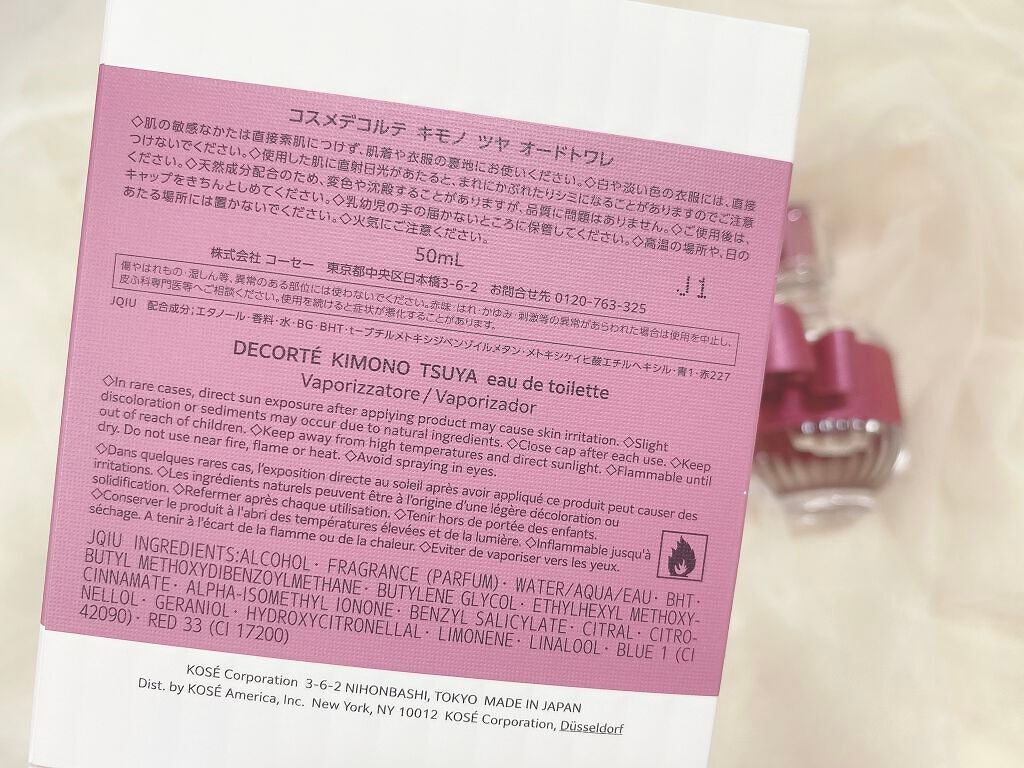 コスメデコルテ キモノ ツヤ オードトワレ
◇肌の敏感なかたは直接素肌につけず、肌着や衣服の裏地にお使いください。◇白や淡い色の衣服には、直接
つけないでください。◇使用した肌に直射日光があたると、まれにかぶれたりシミになることがありますのでご注意
ください。◇天然成分配合のため、変色や沈殿することがありますが、品質に問題はありません。◇ご使用後は、
キャップをきちんとしめてください。◇乳幼児の手の届かないところに保管してください。◇高温の場所や、日の
あたる場所には置かないでください。◇火気にご注意ください。
50mL
株式会社 コーセー 東京都中央区日本橋3-6-2 お問合せ先 0120-763-325
J1
傷やはれもの・湿しん等、異常のある部位には使わないでください。赤味・はれ・かゆみ・刺激等の異常があらわれた場合は使用を中止し、
皮ふ科専門医等へご相談ください。使用を続けると症状が悪化することがあります。
JQIU 配合成分;エタノール・香料・水・BG・BHT・t-ブチルメトキシジベンゾイルメタン・メトキシケイヒ酸エチルヘキシル・青1・赤227
DECORTÉ KIMONO TSUYA eau de toilette
Vaporizzatore/Vaporizador
◇In rare cases, direct sun exposure after applying product may cause skin irritation. ◇Slight
discoloration or sediments may occur due to natural ingredients. ◇Close cap after each use. ◇Keep
out of reach of children. ◇Keep away from high temperatures and direct sunlight. ◇Flammable until
dry. Do not use near fire, flame or heat. ◇Avoid spraying in eyes.
◇Dans quelques rares cas, l'exposition directe au soleil après avoir appliqué ce produit peut causer des
irritations. ◇Les ingrédients naturels peuvent être à l'origine d'une légère décoloration ou
solidification. ◇Refermer après chaque utilisation. ◇Tenir hors de portée des enfants.
◇Conserver le produit à l'abri des températures élevées et de la lumière. ◇Inflammable jusqu'à
séchage. A tenir à l'écart de la flamme ou de la chaleur. ◇Eviter de vaporiser vers les yeux.
JQIU INGREDIENTS:ALCOHOL· FRAGRANCE (PARFUM)· WATER/AQUA/EAU· BHT·
BUTYL METHOXYDIBENZOYLMETHANE· BUTYLENE GLYCOL· ETHYLHEXYL METHOXY-
CINNAMATE· ALPHA-ISOMETHYL IONONE· BENZYL SALICYLATE· CITRAL· CITRO-
NELLOL· GERANIOL· HYDROXYCITRONELLAL· LIMONENE· LINALOOL· BLUE 1 (CI
42090)· RED 33 (CI 17200)
KOSÉ Corporation 3-6-2 NIHONBASHI, TOKYO MADE IN JAPAN
Dist. by KOSÉ America, Inc. New York, NY 10012 KOSÉ Corporation, Düsseldorf